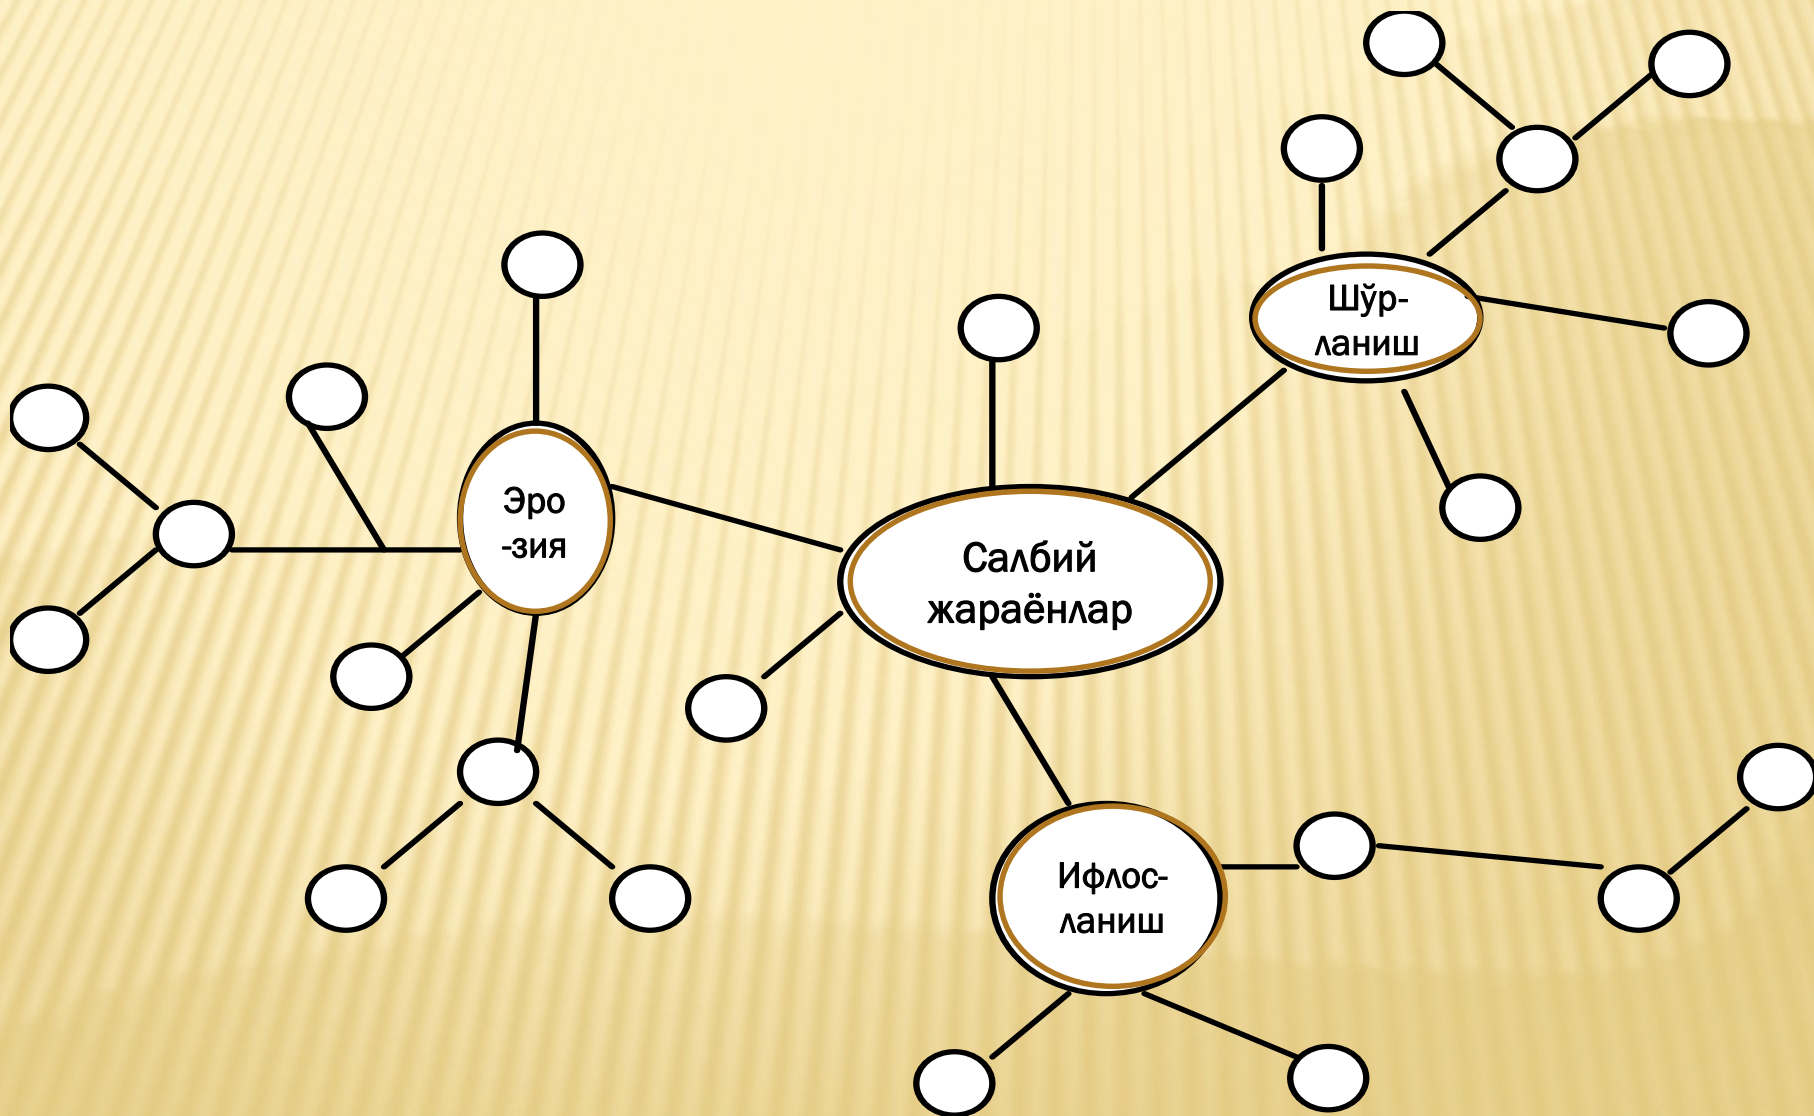 Шўр-
ланиш
Эро
-зия
Салбий
жараёнлар
Ифлос-
ланиш